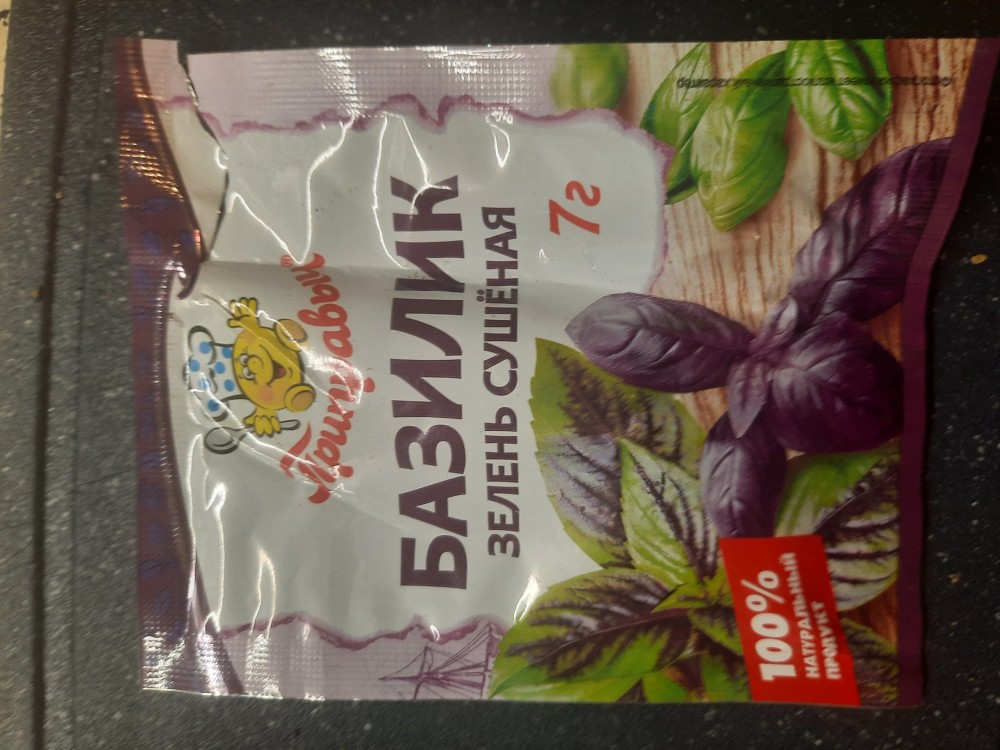 Приправыч®
БАЗИЛИК
ЗЕЛЕНЬ СУШЁНАЯ
7г
100%
НАТУРАЛЬНЫЙ
ПРОДУКТ